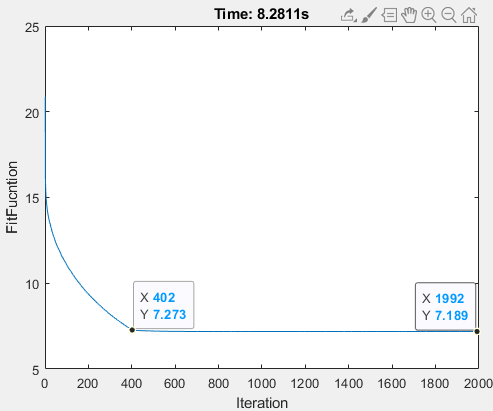 Time: 8.2811s
25
20
15
10
5
FitFucntion
X 402
Y 7.273
X 1992
Y 7.189
0 200 400 600 800 1000 1200 1400 1600 1800 2000
Iteration